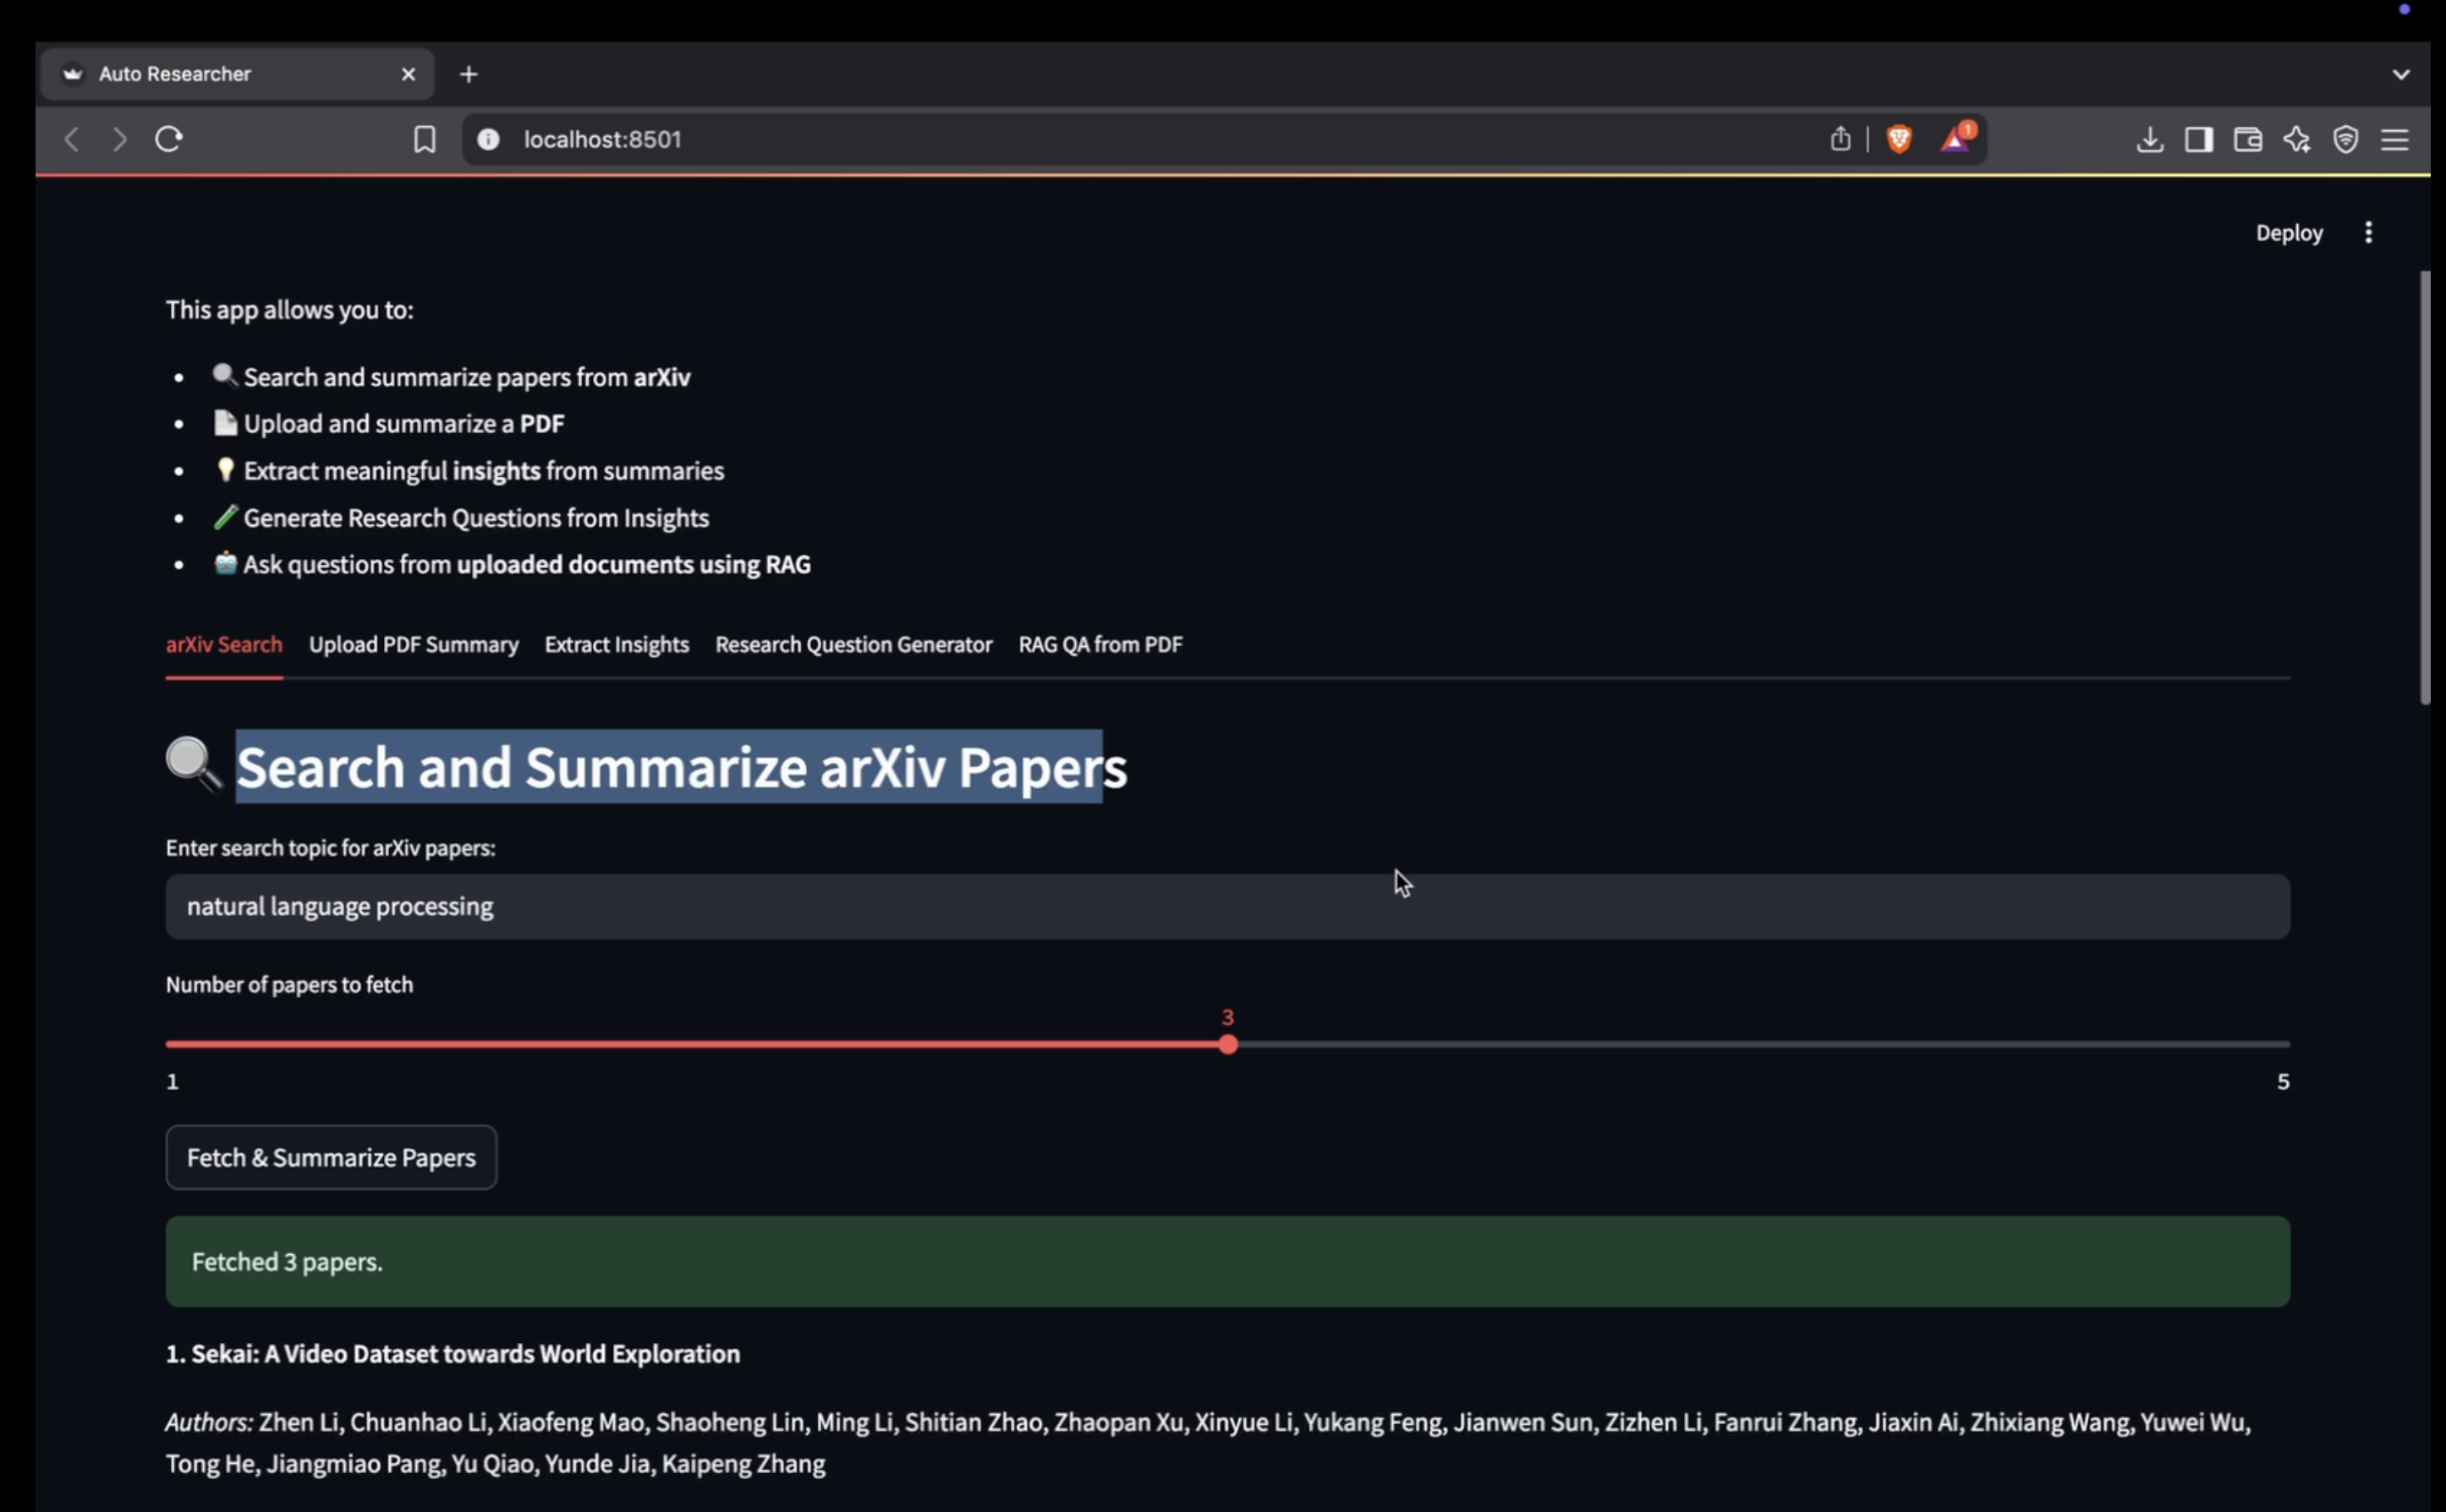 Auto Researcher
localhost:8501
1
Deploy
This app allows you to:
• 🔍 Search and summarize papers from arXiv
• 📄 Upload and summarize a PDF
• 💡 Extract meaningful insights from summaries
• 🧪 Generate Research Questions from Insights
• 🤖 Ask questions from uploaded documents using RAG
arXiv Search Upload PDF Summary Extract Insights Research Question Generator RAG QA from PDF
🔍 Search and Summarize arXiv Papers
Enter search topic for arXiv papers:
natural language processing
Number of papers to fetch
3
1 5
Fetch & Summarize Papers
Fetched 3 papers.
1. Sekai: A Video Dataset towards World Exploration
Authors: Zhen Li, Chuanhao Li, Xiaofeng Mao, Shaoheng Lin, Ming Li, Shitian Zhao, Zhaopan Xu, Xinyue Li, Yukang Feng, Jianwen Sun, Zizhen Li, Fanrui Zhang, Jiaxin Ai, Zhixiang Wang, Yuwei Wu,
Tong He, Jiangmiao Pang, Yu Qiao, Yunde Jia, Kaipeng Zhang